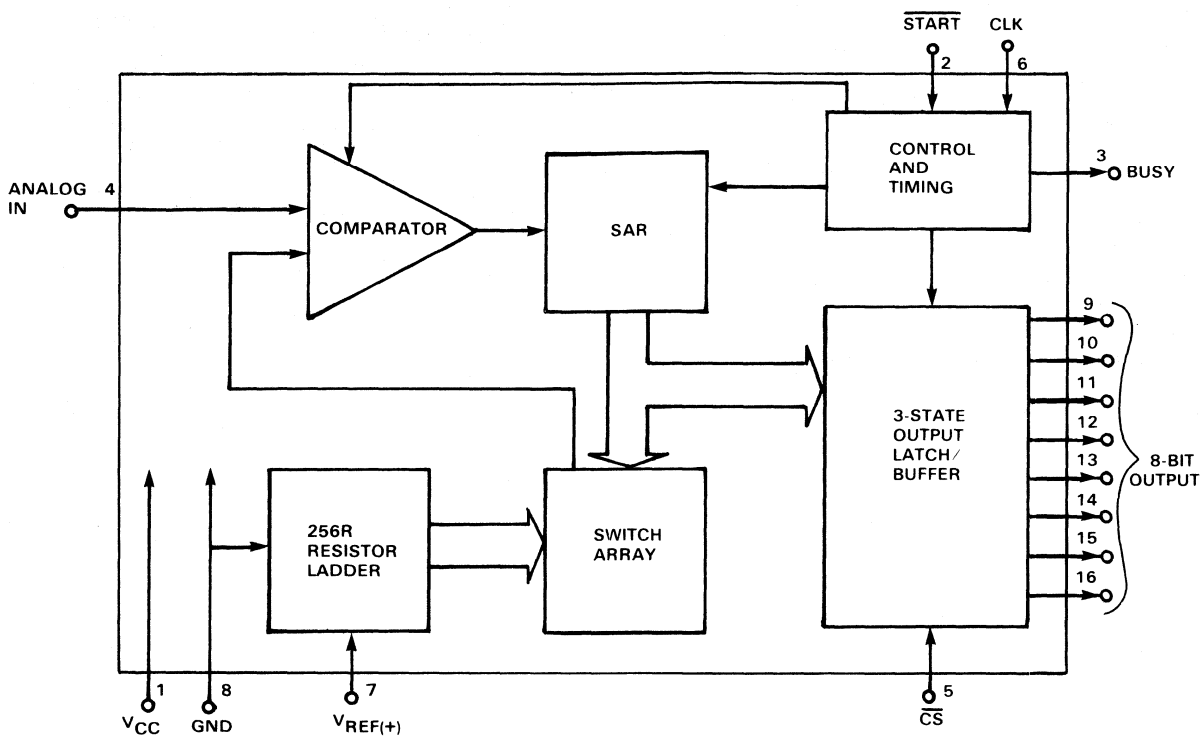 START CLK
2 6
CONTROL
AND
TIMING
3 BUSY
ANALOG
IN
4
COMPARATOR
SAR
9
10
11
12
13
14
15
16
8-BIT
OUTPUT
3-STATE
OUTPUT
LATCH/
BUFFER
256R
RESISTOR
LADDER
SWITCH
ARRAY
1 8 7 5
VCC GND VREF(+) CS